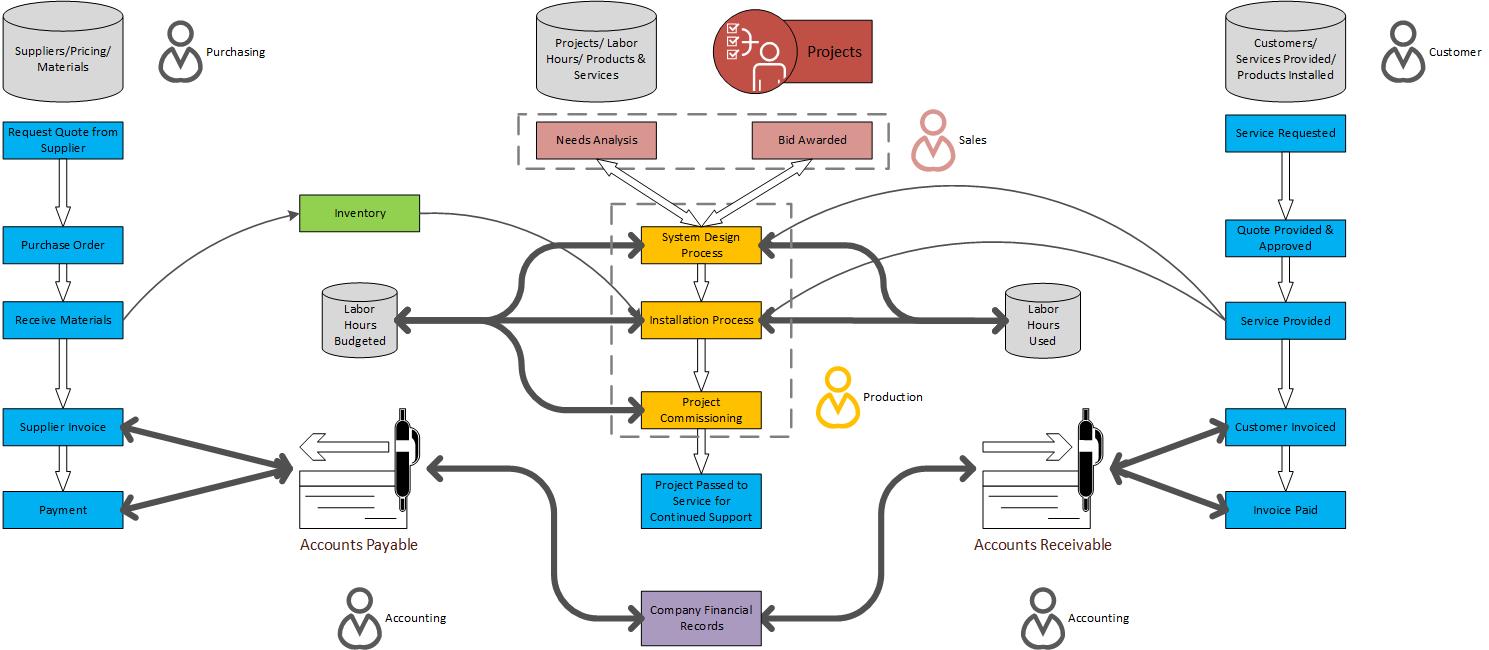 Suppliers/Pricing/
Materials
Purchasing
Projects/ Labor
Hours/ Products &
Services
Projects
Customers/
Services Provided/
Products Installed
Customer
Request Quote from
Supplier
Needs Analysis
Bid Awarded
Sales
Service Requested
Inventory
Purchase Order
System Design
Process
Quote Provided &
Approved
Receive Materials
Labor
Hours
Budgeted
Installation Process
Labor
Hours
Used
Service Provided
Project
Commissioning
Production
Supplier Invoice
Customer Invoiced
Payment
Project Passed to
Service for
Continued Support
Invoice Paid
Accounts Payable
Accounts Receivable
Accounting
Company Financial
Records
Accounting